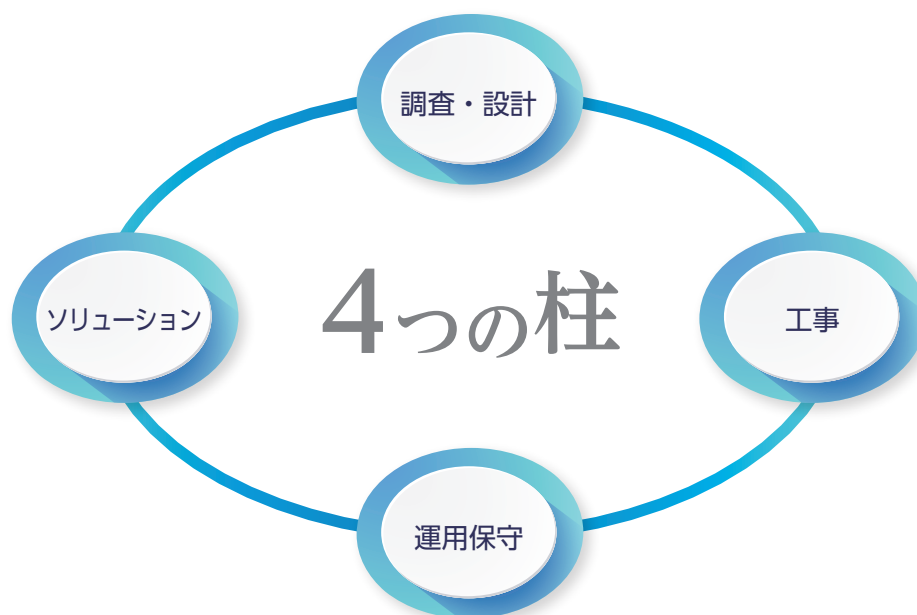 調査・設計
ソリューション
4つの柱
工事
運用保守